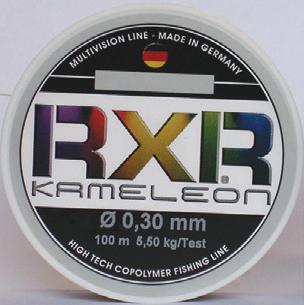 MULTIVISION LINE - MADE IN GERMANY
RXR®
KAMELEON
Ø 0,30 mm
100 m 5,50 kg/Test
HIGH TECH COPOLYMER FISHING LINE